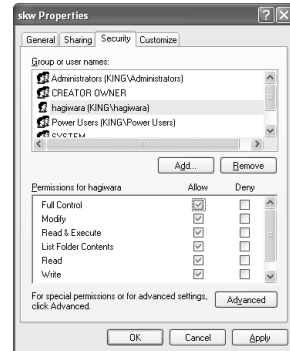 skw Properties
General Sharing Security Customize
Group or user names:
Administrators (KING\Administrators)
CREATOR OWNER
hagiwara (KING\hagiwara)
Power Users (KING\Power Users)
SYSTEM
Add... Remove
Permissions for hagiwara Allow Deny
Full Control
Modify
Read & Execute
List Folder Contents
Read
Write
For special permissions or for advanced settings,
click Advanced.
Advanced
OK Cancel Apply